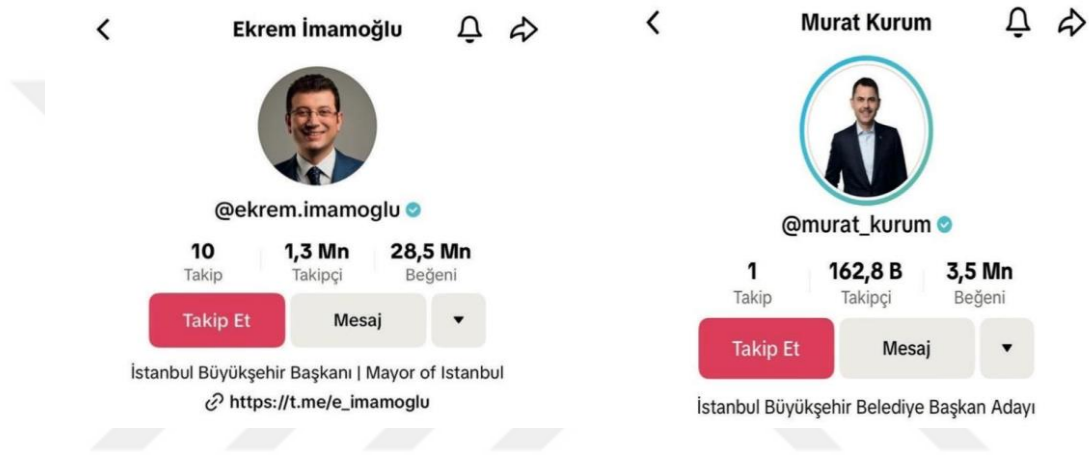 Ekrem İmamoğlu
@ekrem.imamoglu
10 1,3 Mn 28,5 Mn
Takip Takipçi Beğeni
Takip Et Mesaj
İstanbul Büyükşehir Başkanı | Mayor of Istanbul
https://t.me/e_imamoglu
Murat Kurum
@murat_kurum
1 162,8 B 3,5 Mn
Takip Takipçi Beğeni
Takip Et Mesaj
İstanbul Büyükşehir Belediye Başkan Adayı